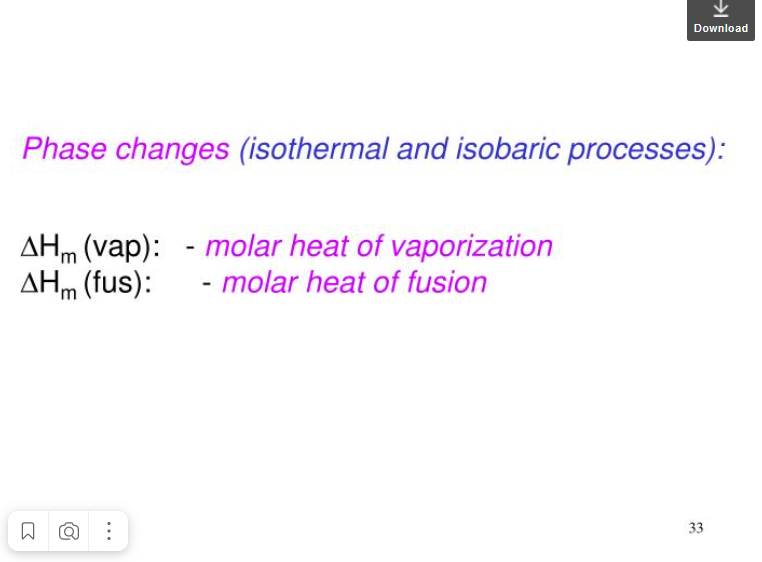 Download
Phase changes (isothermal and isobaric processes):
ΔHm (vap): - molar heat of vaporization
ΔHm (fus): - molar heat of fusion
33